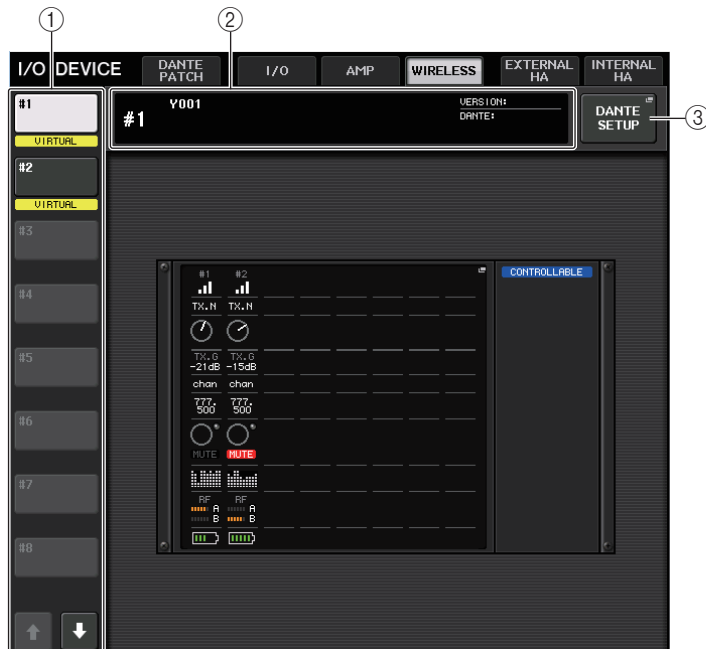 ① ②
I/O DEVICE DANTE PATCH I/O AMP WIRELESS EXTERNAL HA INTERNAL HA
#1
VIRTUAL
#1 Y001 VERSION:
DANTE:
DANTE SETUP ③
#2
VIRTUAL
#3
#4
#5
#6
#7
#8
#1 #2 CONTROLLABLE
TX.N TX.N
TX.G TX.G
-21dB -15dB
chan chan
777. 777.
500 500
MUTE MUTE
RF RF
A A
B B